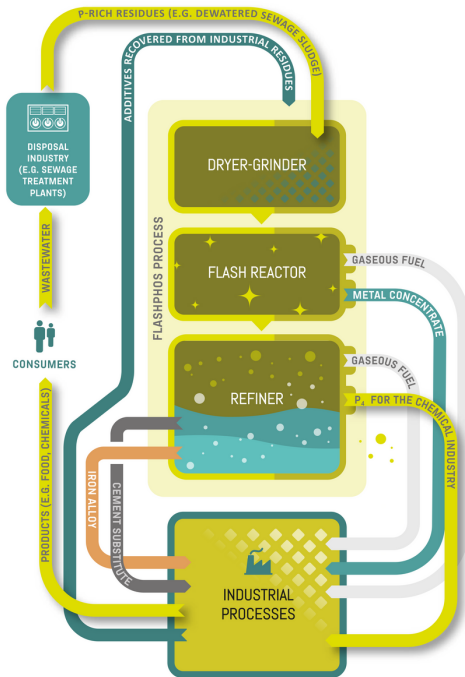 P-RICH RESIDUES (E.G. DEWATERED SEWAGE SLUDGE)
ADDITIVES RECOVERED FROM INDUSTRIAL RESIDUES
DISPOSAL
INDUSTRY
(E.G. SEWAGE
TREATMENT
PLANTS)
WASTEWATER
CONSUMERS
PRODUCTS (E.G. FOOD, CHEMICALS)
FLASHPHOS PROCESS
DRYER-GRINDER
FLASH REACTOR
GASEOUS FUEL
METAL CONCENTRATE
REFINER
GASEOUS FUEL
P₄ FOR THE CHEMICAL INDUSTRY
IRON ALLOY
CEMENT SUBSTITUTE
INDUSTRIAL
PROCESSES